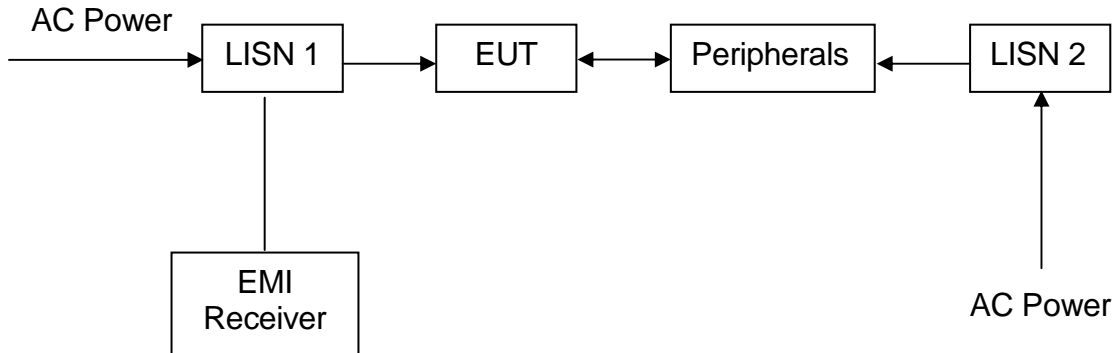 AC Power
LISN 1
EUT
Peripherals
LISN 2
EMI
Receiver
AC Power